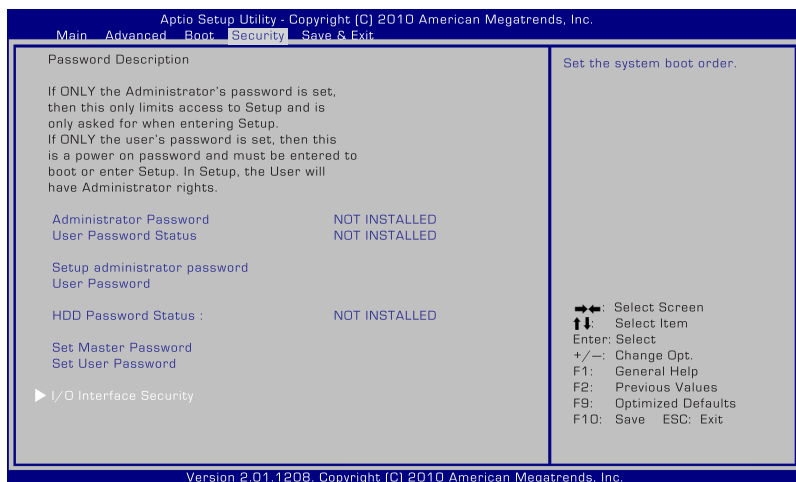 Aptio Setup Utility - Copyright (C) 2010 American Megatrends, Inc.
Main Advanced Boot Security Save & Exit
Password Description
If ONLY the Administrator's password is set,
then this only limits access to Setup and is
only asked for when entering Setup.
If ONLY the user's password is set, then this
is a power on password and must be entered to
boot or enter Setup. In Setup, the User will
have Administrator rights.
Administrator Password NOT INSTALLED
User Password Status NOT INSTALLED
Setup administrator password
User Password
HDD Password Status : NOT INSTALLED
Set Master Password
Set User Password
I/O Interface Security
Set the system boot order.
→←: Select Screen
↑↓: Select Item
Enter: Select
+/—: Change Opt.
F1: General Help
F2: Previous Values
F9: Optimized Defaults
F10: Save ESC: Exit
Version 2.01.1208. Copyright (C) 2010 American Megatrends, Inc.